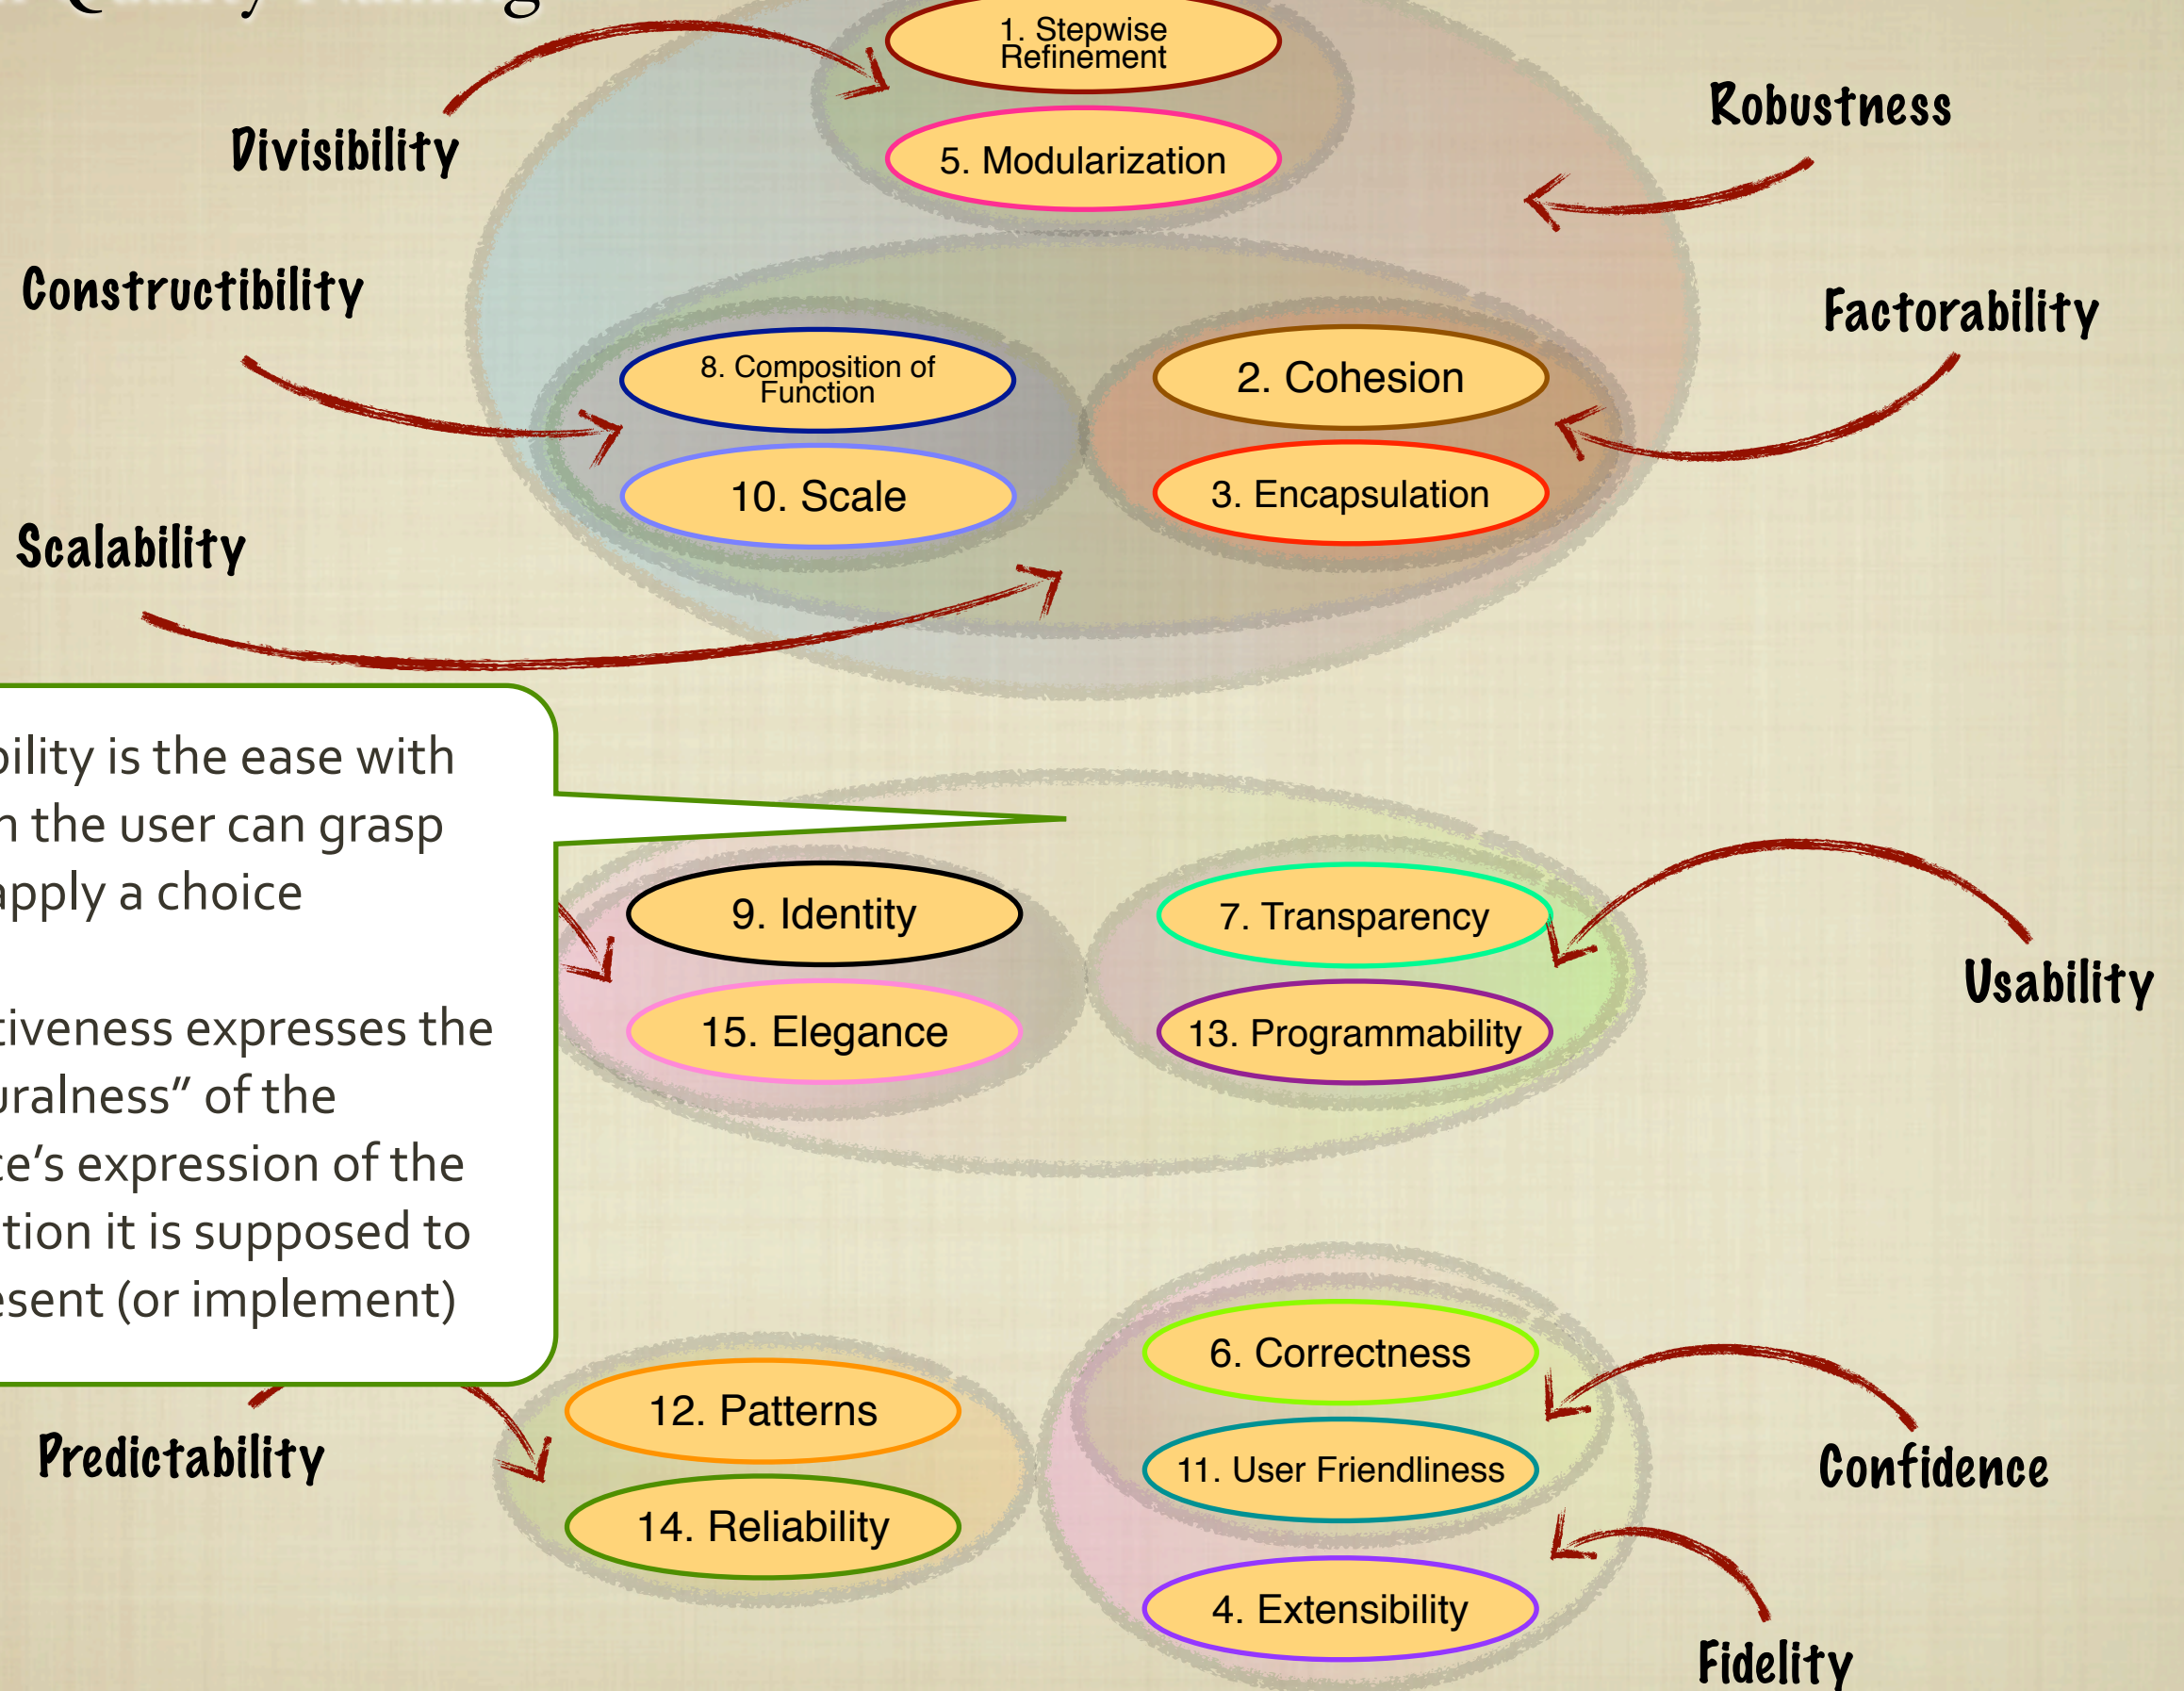 Quality
1. Stepwise
Refinement
Robustness
Divisibility
5. Modularization
Constructibility
Factorability
8. Composition of
Function
2. Cohesion
10. Scale
3. Encapsulation
Scalability
bility is the ease with
n the user can grasp
apply a choice
9. Identity
7. Transparency
Usability
tiveness expresses the
uralness” of the
15. Elegance
13. Programmability
ce’s expression of the
tion it is supposed to
esent (or implement)
6. Correctness
12. Patterns
Predictability
11. User Friendliness
Confidence
14. Reliability
4. Extensibility
Fidelity